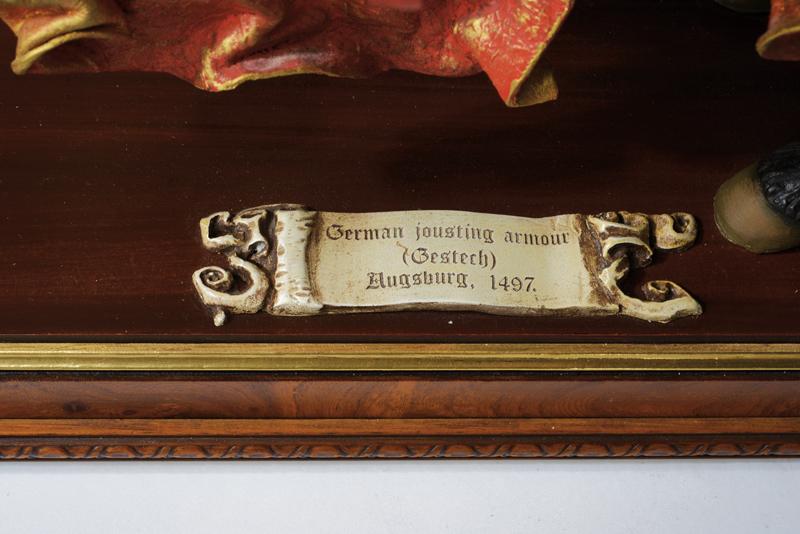 German jousting armour
(Gestech)
Augsburg, 1497.